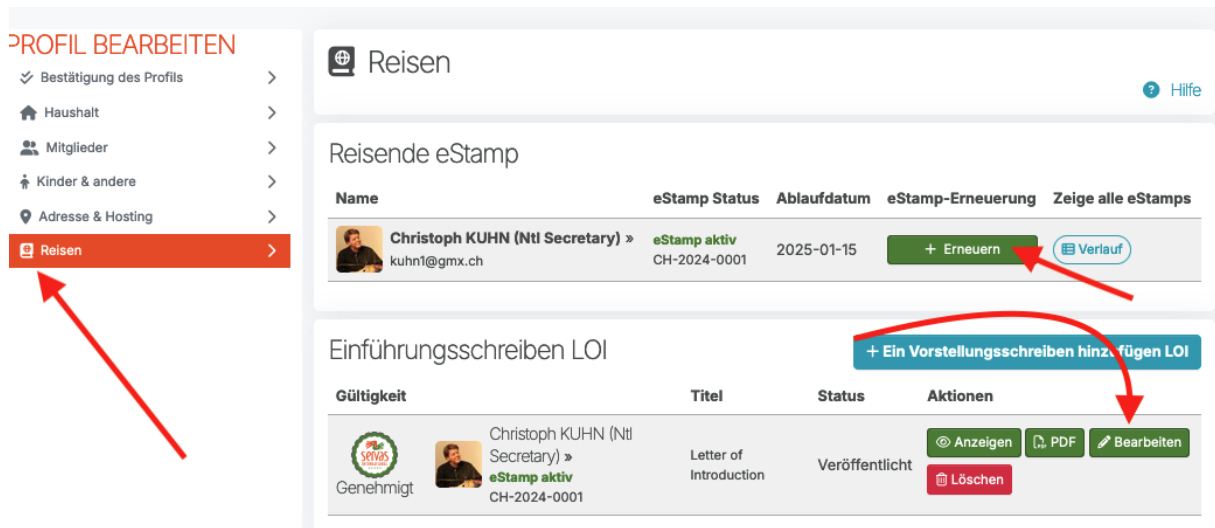 PROFIL BEARBEITEN
Bestätigung des Profils
Haushalt
Mitglieder
Kinder & andere
Adresse & Hosting
Reisen
Reisen
Hilfe
Reisende eStamp
Name eStamp Status Ablaufdatum eStamp-Erneuerung Zeige alle eStamps
Christoph KUHN (Ntl Secretary) » eStamp aktiv 2025-01-15 + Erneuern Verlauf
kuhn1@gmx.ch CH-2024-0001
Einführungsschreiben LOI
+ Ein Vorstellungsschreiben hinzufügen LOI
Gültigkeit Titel Status Aktionen
servas
Genehmigt
Christoph KUHN (Ntl
Secretary) »
eStamp aktiv
CH-2024-0001
Letter of
Introduction
Veröffentlicht
Anzeigen PDF Bearbeiten
Löschen